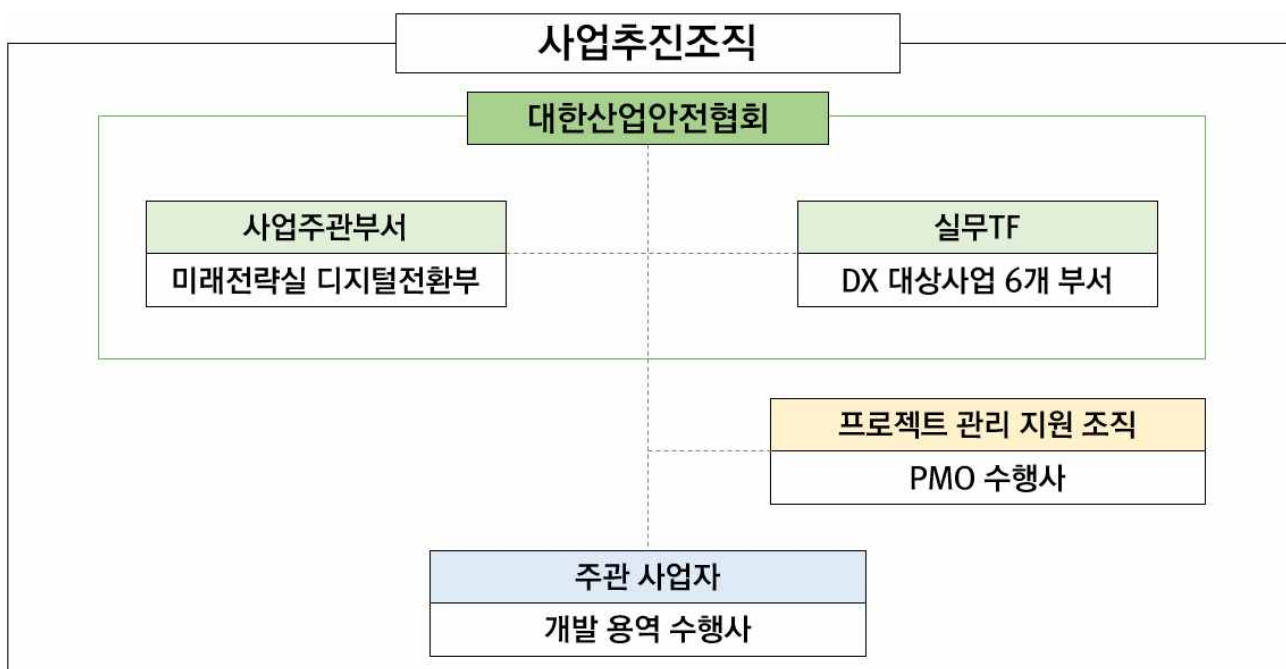 사업추진조직
대한산업안전협회
사업주관부서
미래전략실 디지털전환부
실무TF
DX 대상사업 6개 부서
프로젝트 관리 지원 조직
PMO 수행사
주관 사업자
개발 용역 수행사